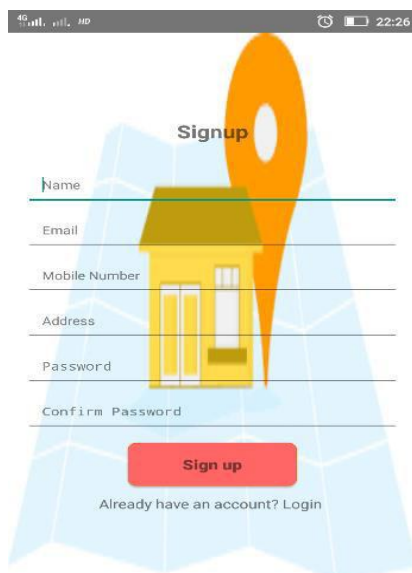 4G HD 22:26
Signup
Name
Email
Mobile Number
Address
Password
Confirm Password
Sign up
Already have an account? Login